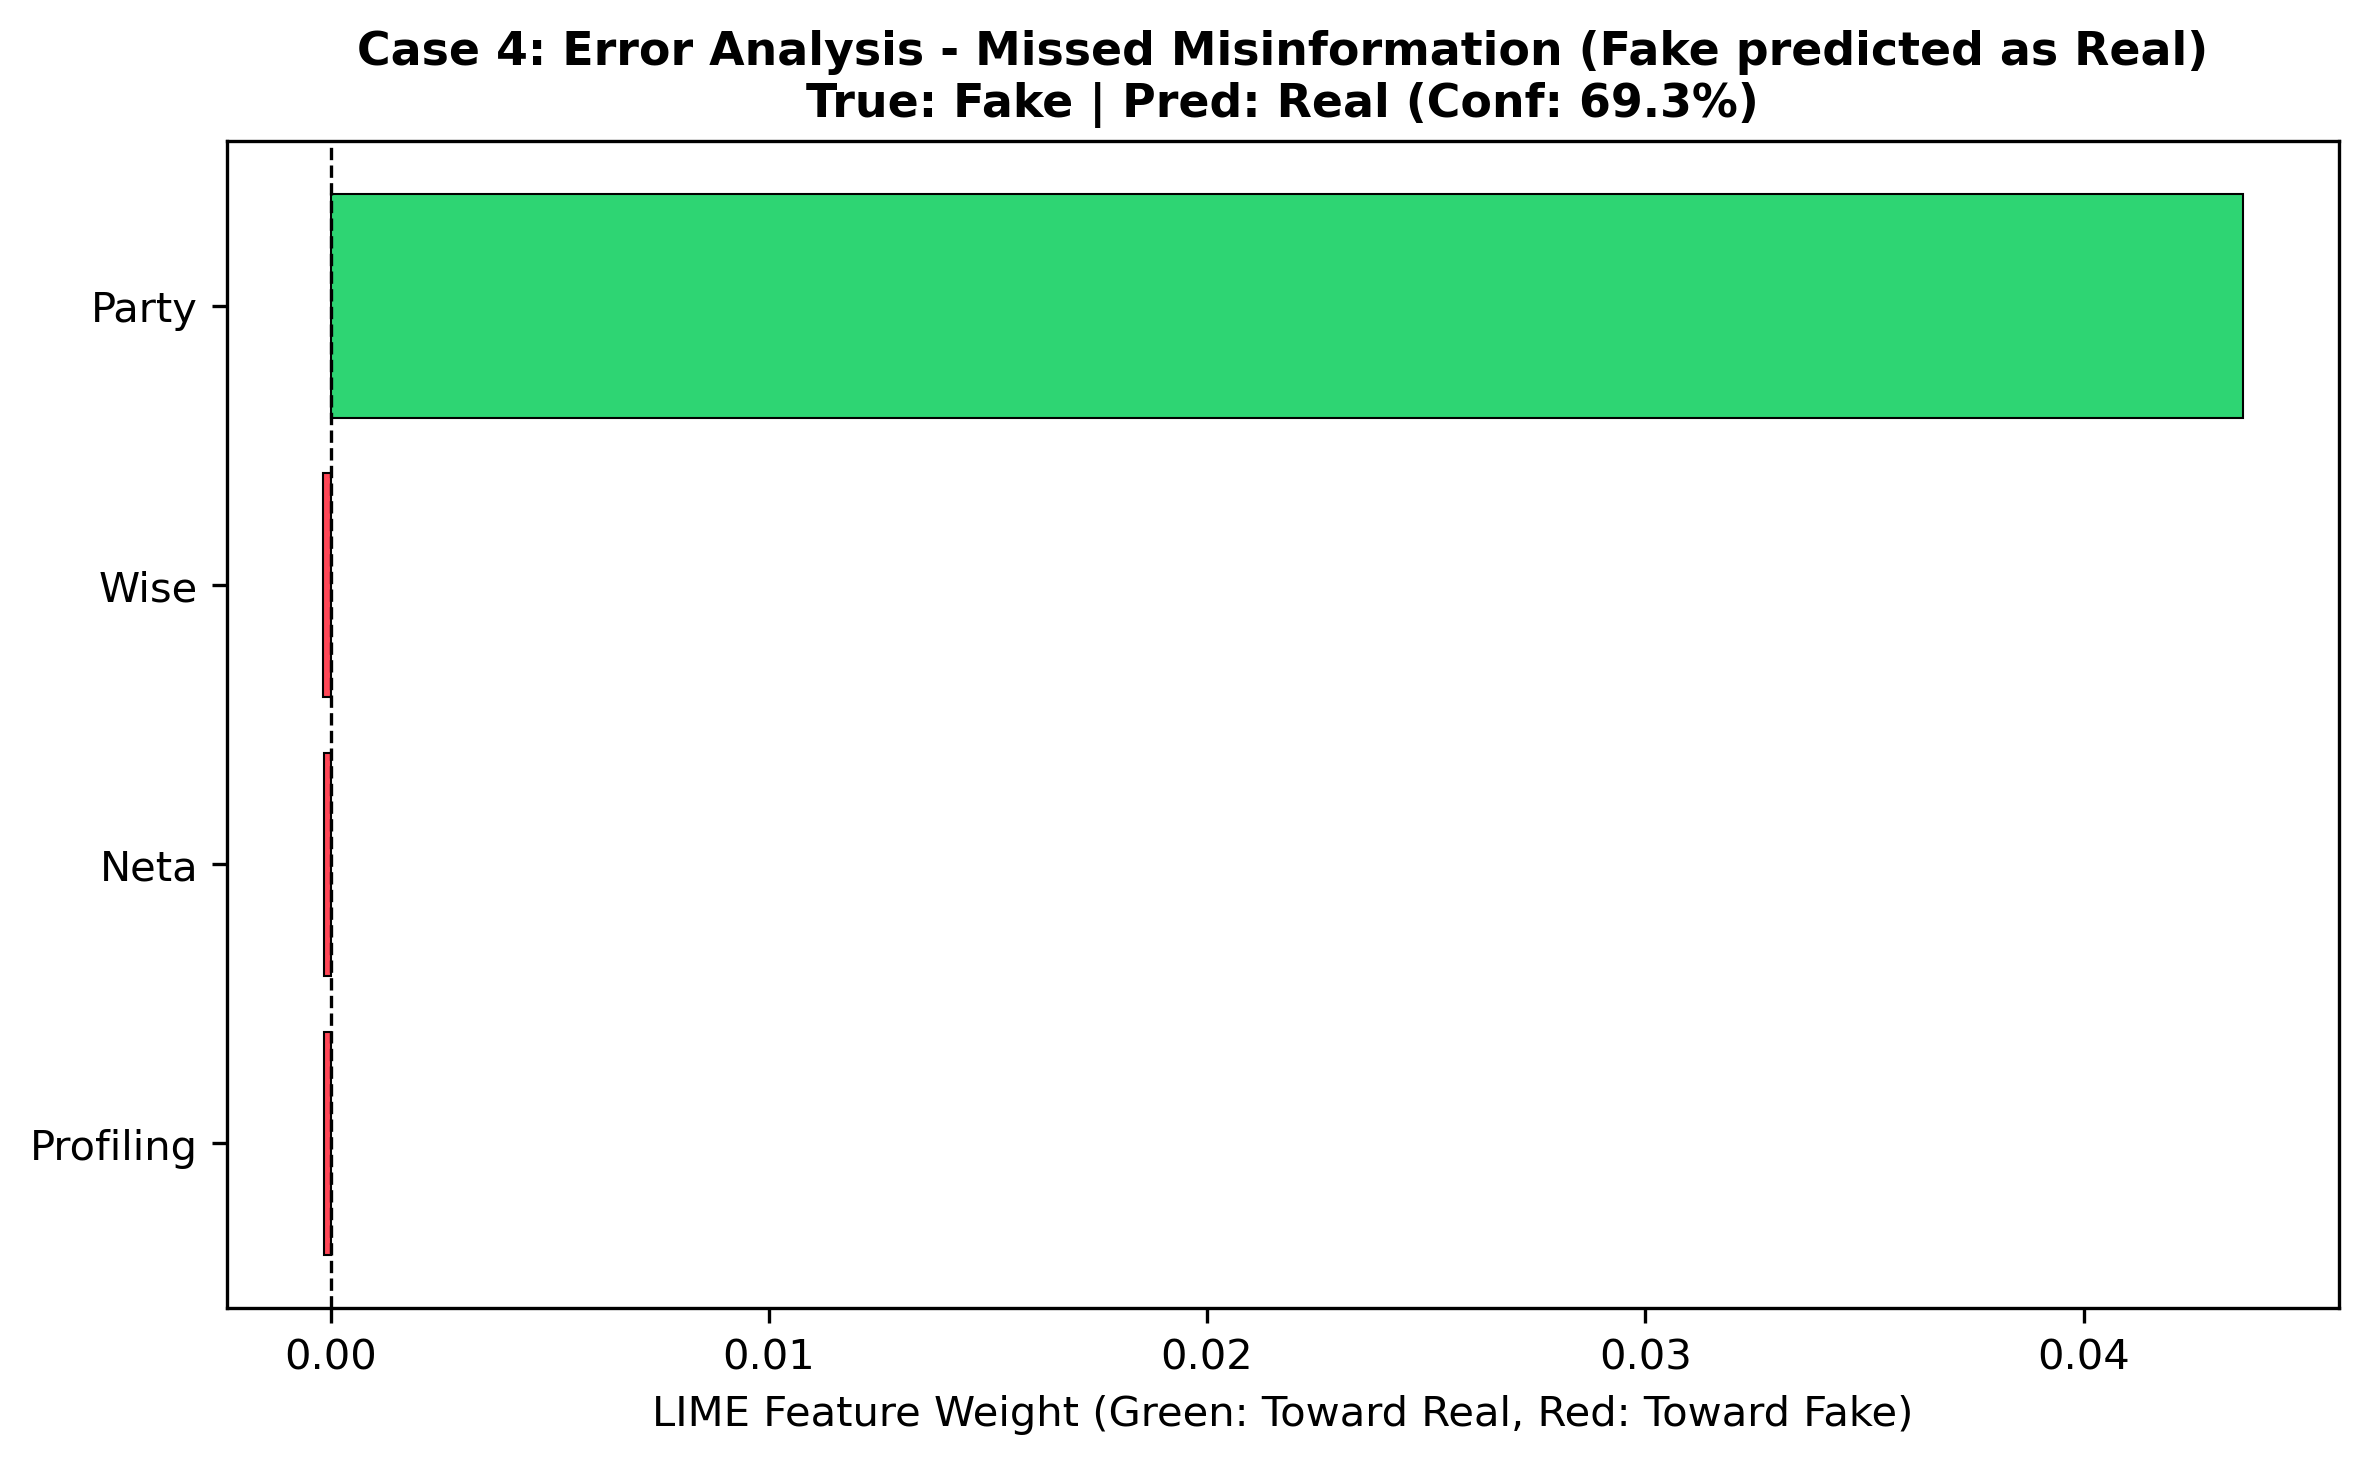 Case 4: Error Analysis - Missed Misinformation (Fake predicted as Real)
True: Fake | Pred: Real (Conf: 69.3%)
Party
Wise
Neta
Profiling
0.00 0.01 0.02 0.03 0.04
LIME Feature Weight (Green: Toward Real, Red: Toward Fake)